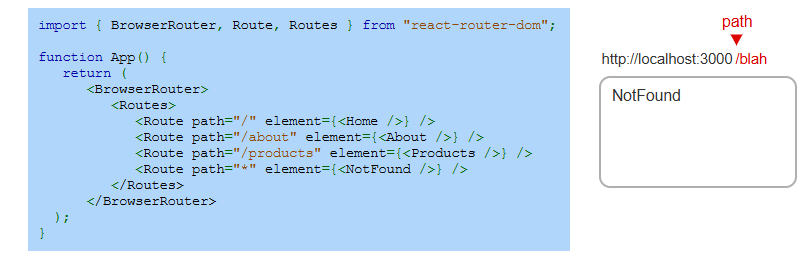 import { BrowserRouter, Route, Routes } from "react-router-dom";
function App() {
return (
<BrowserRouter>
<Routes>
<Route path="/" element={<Home />} />
<Route path="/about" element={<About />} />
<Route path="/products" element={<Products />} />
<Route path="*" element={<NotFound />} />
</Routes>
</BrowserRouter>
);
}
path
http://localhost:3000/blah
NotFound